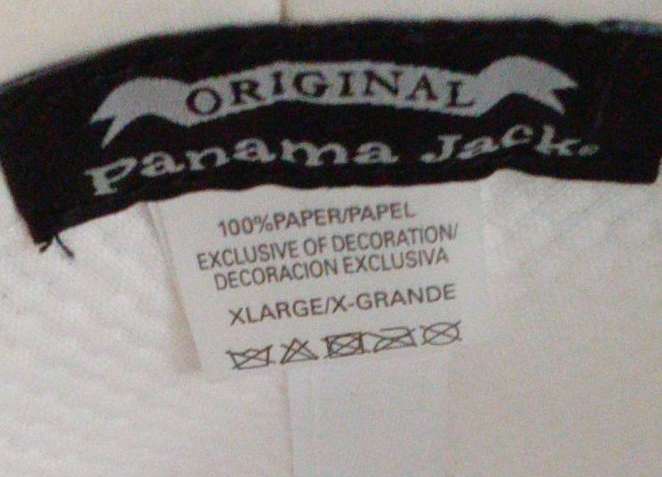 ORIGINAL
Panama Jack®
100%PAPER/PAPEL
EXCLUSIVE OF DECORATION/
DECORACION EXCLUSIVA
XLARGE/X-GRANDE